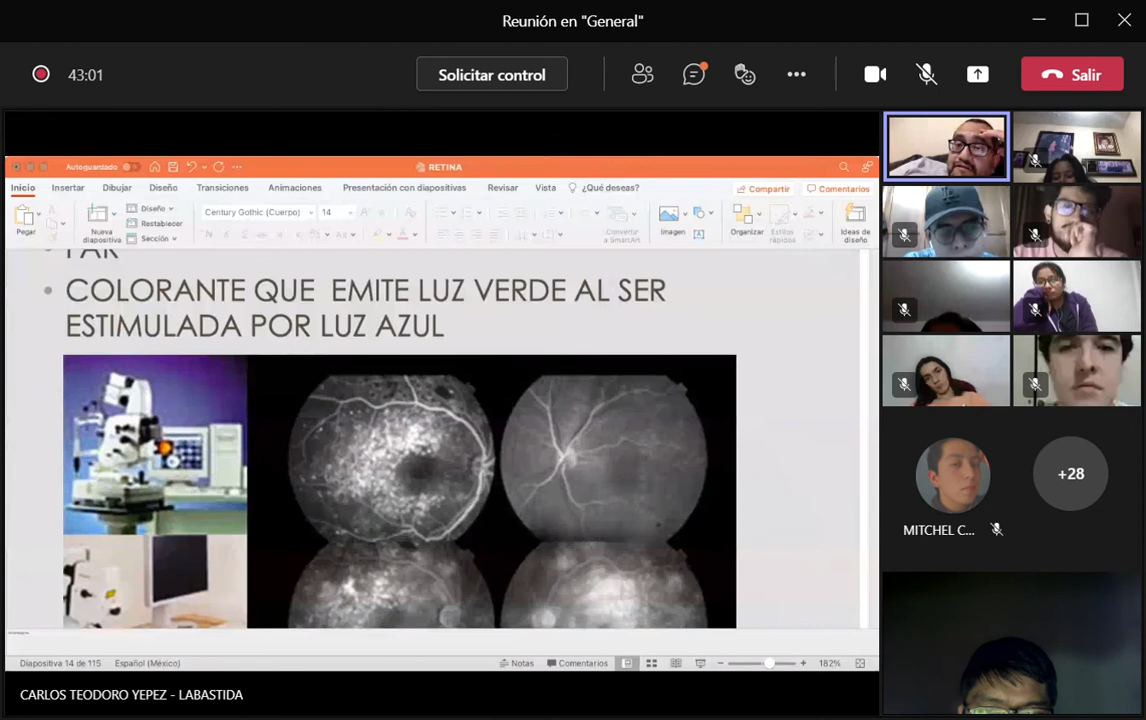 Reunión en "General"
43:01
Solicitar control
Salir
Autoguardado
RETINA
Inicio
Insertar
Dibujar
Diseño
Transiciones
Animaciones
Presentación con diapositivas
Revisar
Vista
¿Qué deseas?
Compartir
Comentarios
Pegar
Nueva
diapositiva
Diseño
Restablecer
Sección
Century Gothic (Cuerpo)
14
Convertir
a SmartArt
Imagen
Organizar
Estilos
rápidos
Ideas de
diseño
COLORANTE QUE EMITE LUZ VERDE AL SER
ESTIMULADA POR LUZ AZUL
+28
MITCHEL C...
Diapositiva 14 de 115
Español (México)
Notas
Comentarios
182%
CARLOS TEODORO YEPEZ - LABASTIDA